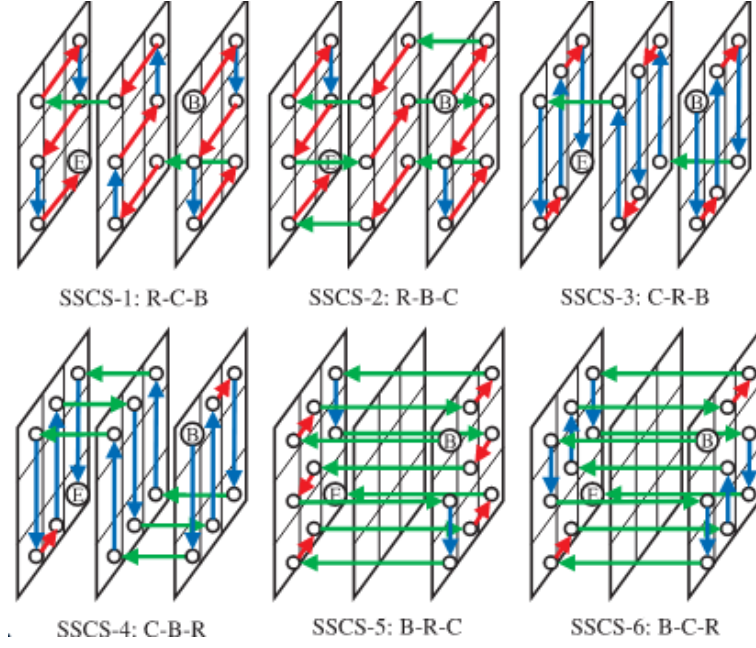 B
E
SSCS-1: R-C-B
B
E
SSCS-2: R-B-C
B
E
SSCS-3: C-R-B
B
E
SSCS-4: C-B-R
B
E
SSCS-5: B-R-C
B
E
SSCS-6: B-C-R